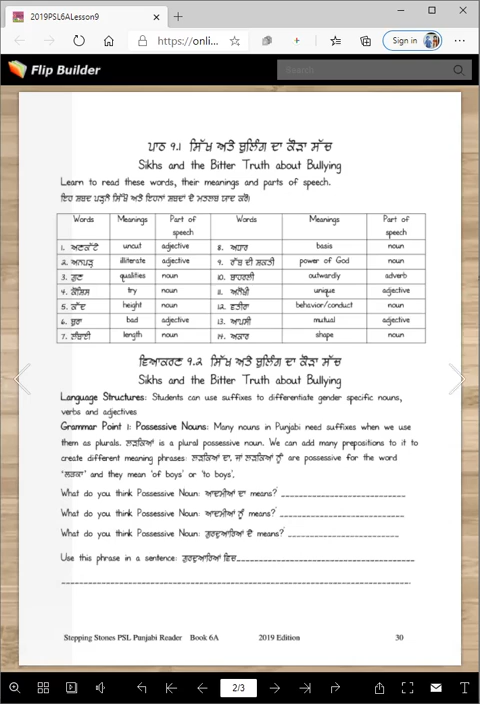 2019PSL6ALesson9
https://onli...
Sign in
Flip Builder
Search
ਪਾਠ ੧.੧ ਸਿੱਖ ਅਤੇ ਬੁਲਿੰਗ ਦਾ ਕੌੜਾ ਸੱਚ
Sikhs and the Bitter Truth about Bullying
Learn to read these words, their meanings and parts of speech.
ਇਹ ਸ਼ਬਦ ਪੜ੍ਹਨੇ ਸਿੱਖੋ ਅਤੇ ਇਹਨਾਂ ਸ਼ਬਦਾਂ ਦੇ ਮਤਲਬ ਯਾਦ ਕਰੋ।
Words Meanings Part of speech Words Meanings Part of speech
੧. ਅਣਕੱਟੇ uncut adjective ੮. ਅਧਾਰ basis noun
੨. ਅਨਪੜ੍ਹ illiterate adjective ੯. ਰੱਬ ਦੀ ਸ਼ਕਤੀ power of God noun
੩. ਗੁਣ qualities noun ੧੦. ਬਾਹਰਲੀ outwardly adverb
੪. ਕੋਸ਼ਿਸ਼ try noun ੧੧. ਅਨੋਖੀ unique adjective
੫. ਕੱਦ height noun ੧੨. ਵਤੀਰਾ behavior/conduct noun
੬. ਬੁਰਾ bad adjective ੧੩. ਆਪਸੀ mutual adjective
੭. ਲੰਬਾਈ length noun ੧੪. ਅਕਾਰ shape noun
ਵਿਆਕਰਣ ੧.੨ ਸਿੱਖ ਅਤੇ ਬੁਲਿੰਗ ਦਾ ਕੌੜਾ ਸੱਚ
Sikhs and the Bitter Truth about Bullying
Language Structures: Students can use suffixes to differentiate gender specific nouns,
verbs and adjectives
Grammar Point 1: Possessive Nouns: Many nouns in Punjabi need suffixes when we
use them as plurals. ਲੜਕਿਆਂ is a plural possessive noun. We can add many prepositions to it to
create different meaning phrases: ਲੜਕਿਆਂ ਦਾ, ਜਾਂ ਲੜਕਿਆਂ ਨੂੰ are possessive for the word
'ਲੜਕਾ' and they mean 'of boys' or 'to boys'.
What do you think Possessive Noun: ਆਦਮੀਆਂ ਦਾ means?
What do you think Possessive Noun: ਆਦਮੀਆਂ ਨੂੰ means?
What do you think Possessive Noun: ਗੁਰਦੁਆਰਿਆਂ ਦੇ means?
Use this phrase in a sentence: ਗੁਰਦੁਆਰਿਆਂ ਵਿਚ
Stepping Stones PSL Punjabi Reader Book 6A 2019 Edition 30
2/3